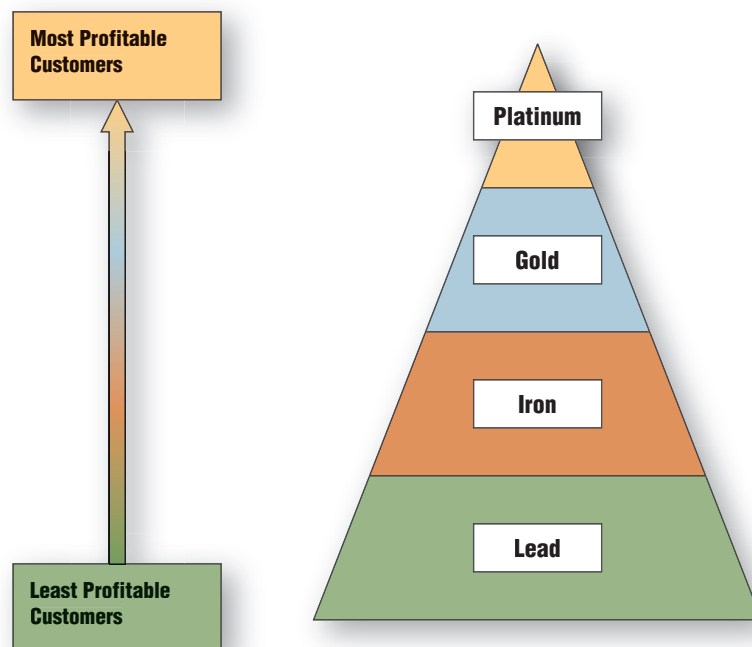 Most Profitable
Customers
Platinum
Gold
Iron
Lead
Least Profitable
Customers